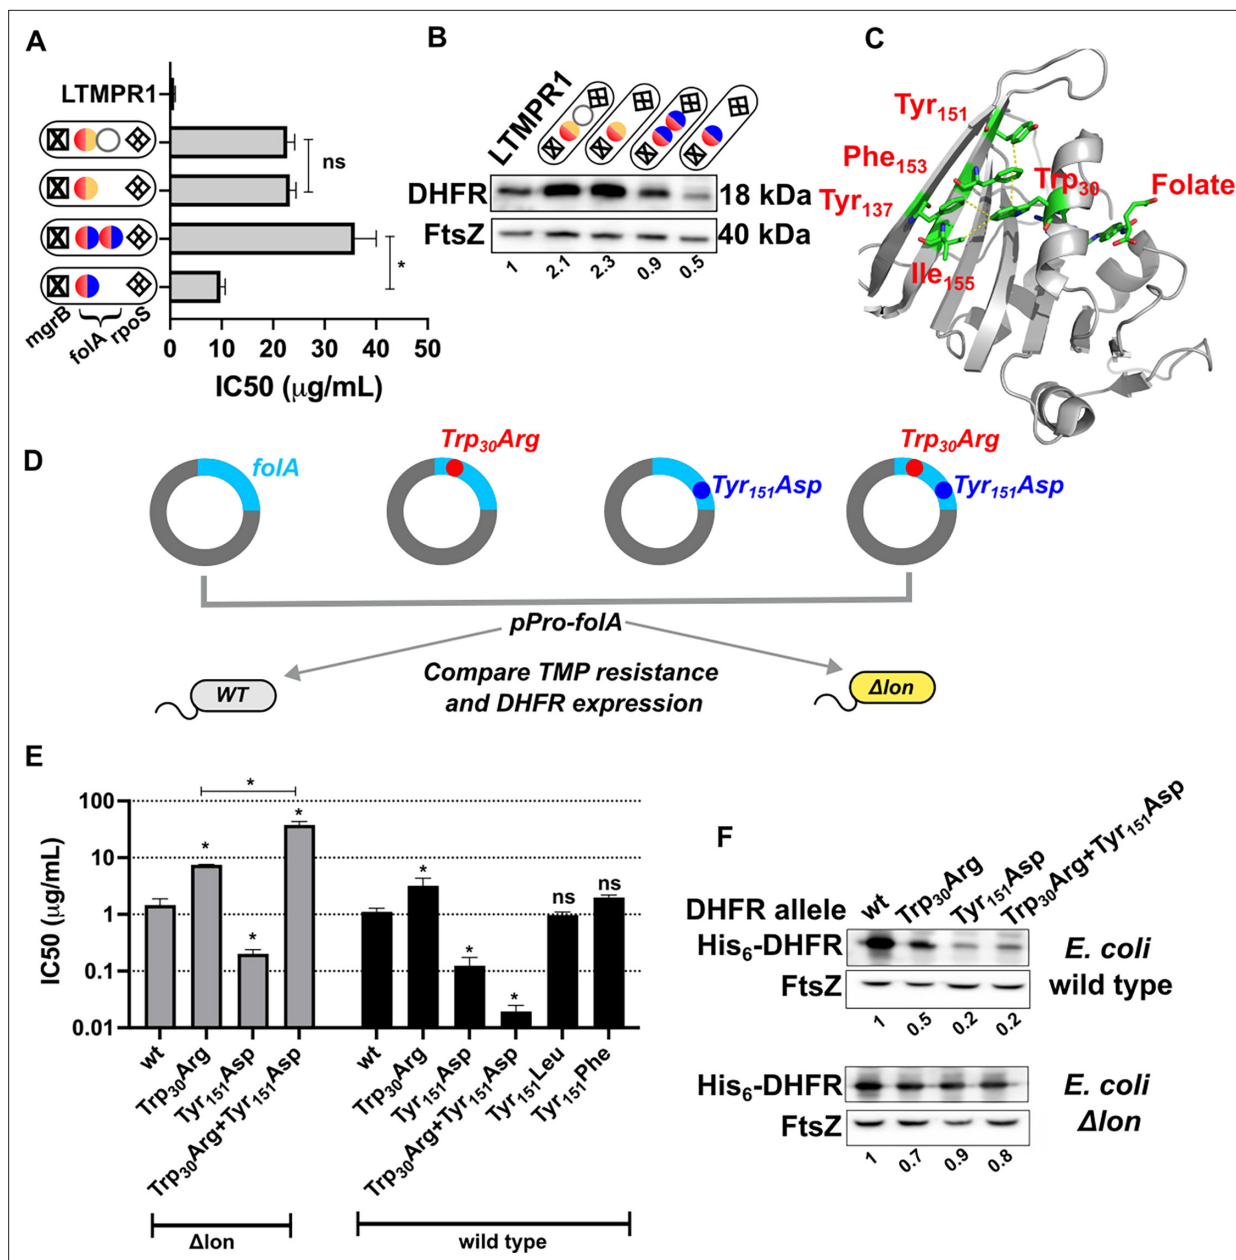 A
LTMPR1
ns
*
mgrB
folA
rpoS
0 10 20 30 40 50
IC50 (μg/mL)
B
LTMPR1
DHFR
18 kDa
FtsZ
40 kDa
1 2.1 2.3 0.9 0.5
C
Tyr151
Phe153
Trp30
Folate
Tyr137
Ile155
D
folA
Trp30Arg
Tyr151Asp
Trp30Arg
Tyr151Asp
pPro-folA
Compare TMP resistance
and DHFR expression
WT
Δlon
E
IC50 (μg/mL)
100
10
1
0.1
0.01
*
*
*
*
*
*
*
ns
ns
wt
Trp30Arg
Tyr151Asp
Trp30Arg+Tyr151Asp
wt
Trp30Arg
Tyr151Asp
Trp30Arg+Tyr151Asp
Tyr151Leu
Tyr151Phe
Δlon
wild type
F
DHFR allele
wt
Trp30Arg
Tyr151Asp
Trp30Arg+Tyr151Asp
His6-DHFR
FtsZ
E. coli
wild type
1 0.5 0.2 0.2
His6-DHFR
FtsZ
E. coli
Δlon
1 0.7 0.9 0.8